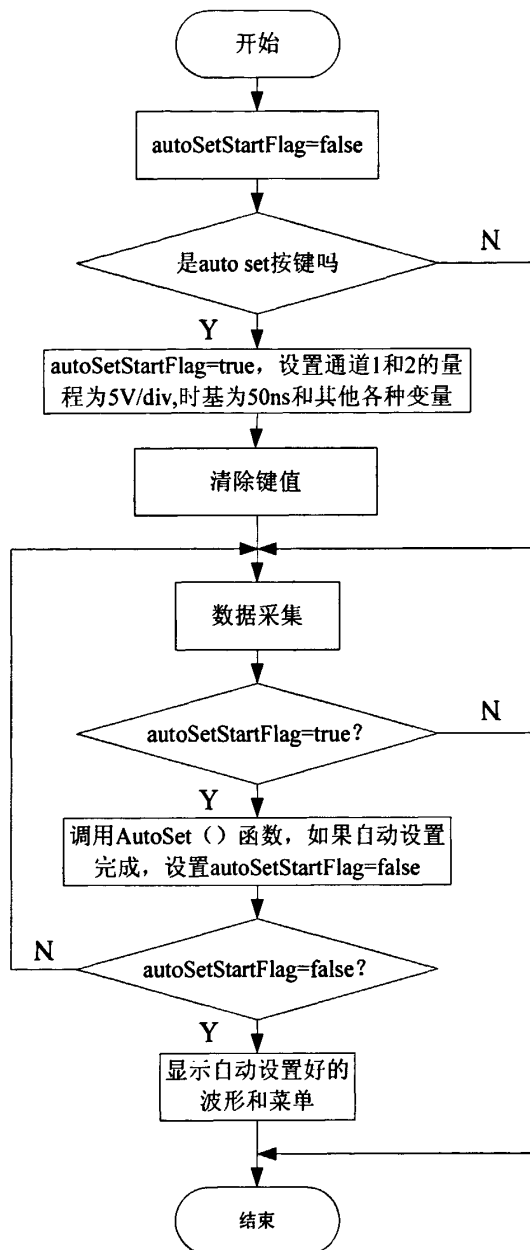 开始
autoSetStartFlag=false
是auto set按键吗
N
Y
autoSetStartFlag=true，设置通道1和2的量
程为5V/div,时基为50ns和其他各种变量
清除键值
数据采集
autoSetStartFlag=true？
N
Y
调用AutoSet（）函数，如果自动设置
完成，设置autoSetStartFlag=false
N
autoSetStartFlag=false？
Y
显示自动设置好的
波形和菜单
结束